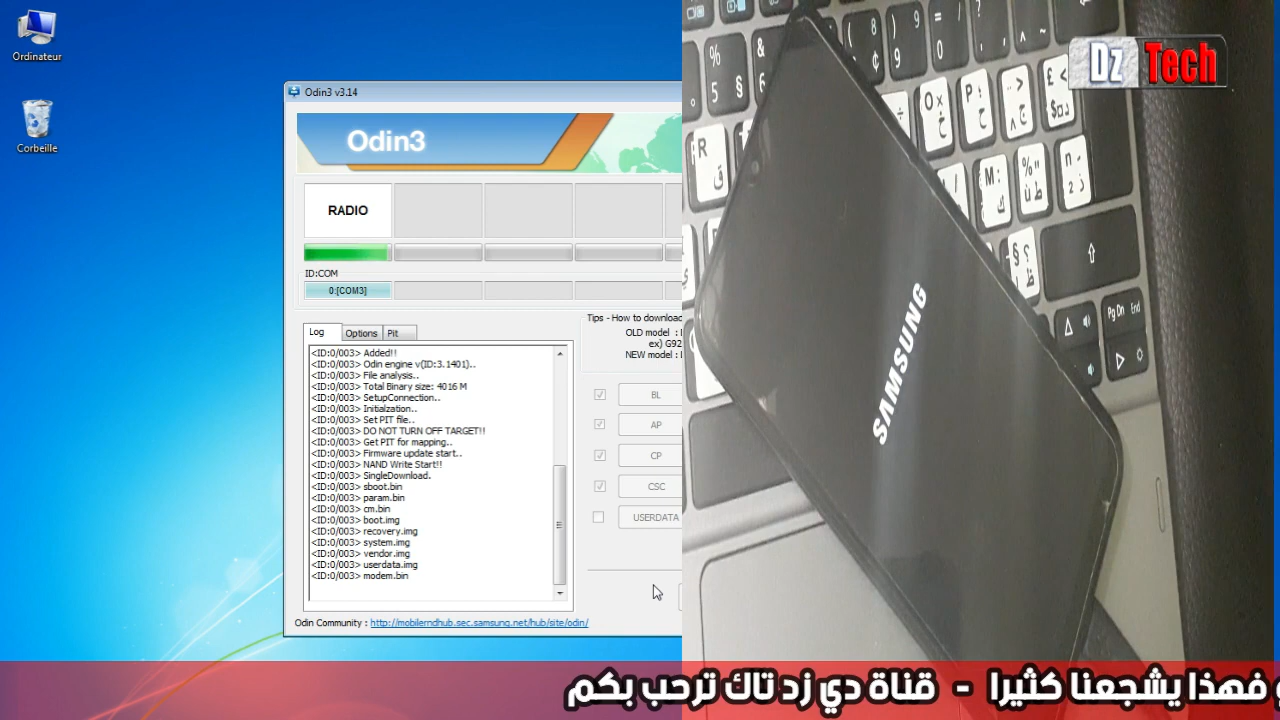 Ordinateur
Corbeille
Odin3 v3.14
Odin3
RADIO
ID:COM
0:[COM3]
Log
Options
Pit
<ID:0/003> Added!!
<ID:0/003> Odin engine v(ID:3.1401)..
<ID:0/003> File analysis..
<ID:0/003> Total Binary size: 4016 M
<ID:0/003> SetupConnection..
<ID:0/003> Initialzation..
<ID:0/003> Set PIT file..
<ID:0/003> DO NOT TURN OFF TARGET!!
<ID:0/003> Get PIT for mapping..
<ID:0/003> Firmware update start..
<ID:0/003> NAND Write Start!!
<ID:0/003> SingleDownload.
<ID:0/003> sboot.bin
<ID:0/003> param.bin
<ID:0/003> cm.bin
<ID:0/003> boot.img
<ID:0/003> recovery.img
<ID:0/003> system.img
<ID:0/003> vendor.img
<ID:0/003> userdata.img
<ID:0/003> modem.bin
Odin Community : http://mobilerndhub.sec.samsung.net/hub/site/odin/
Tips - How to download
OLD model :
ex) G92
NEW model :
BL
AP
CP
CSC
USERDATA
Dz Tech
SAMSUNG
Pg Dn
End
فهذا يشجعنا كثيرا - قناة دي زد تاك ترحب بكم